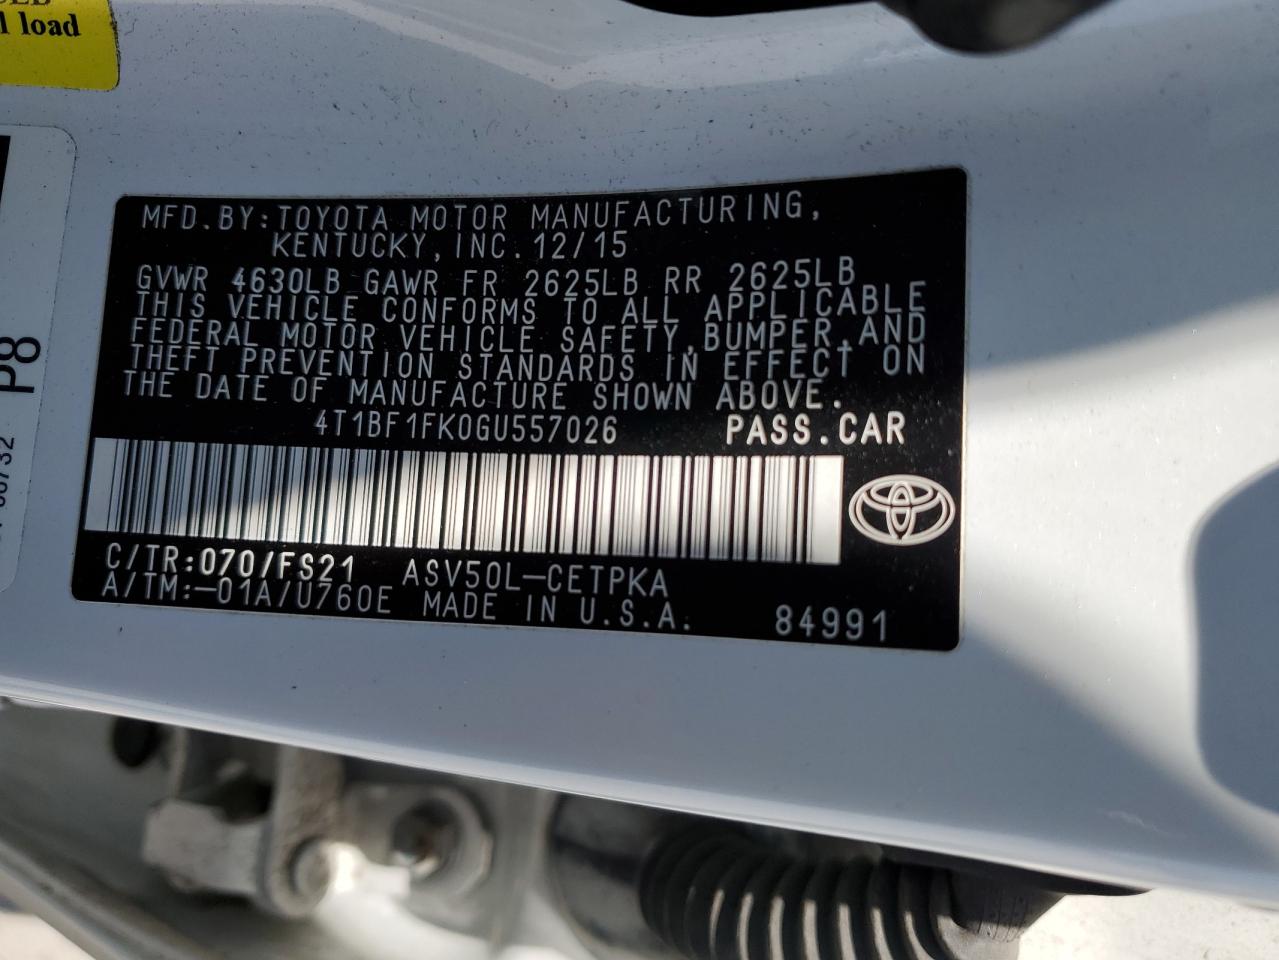 l load
P8
MFD.BY:TOYOTA MOTOR MANUFACTURING,
KENTUCKY,INC.12/15
GVWR 4630LB GAWR FR 2625LB RR 2625LB
THIS VEHICLE CONFORMS TO ALL APPLICABLE
FEDERAL MOTOR VEHICLE SAFETY,BUMPER,AND
THEFT PREVENTION STANDARDS IN EFFECT ON
THE DATE OF MANUFACTURE SHOWN ABOVE.
4T1BF1FK0GU557026 PASS.CAR
C/TR:070/FS21 ASV50L-CETPKA
A/TM:-01A/U760E MADE IN U.S.A. 84991